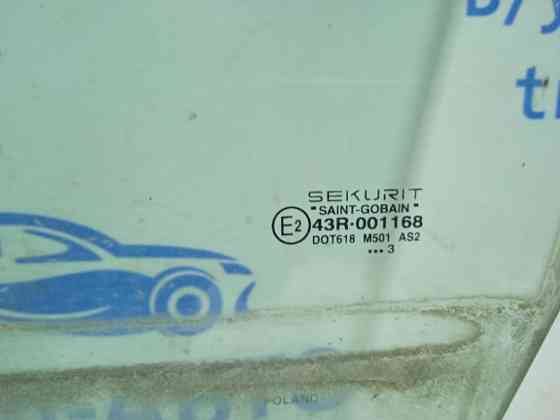 в/у
SEKURIT
"SAINT-GOBAIN"
E2 43R-001168
DOT618 M501 AS2
••• 3
POLAND